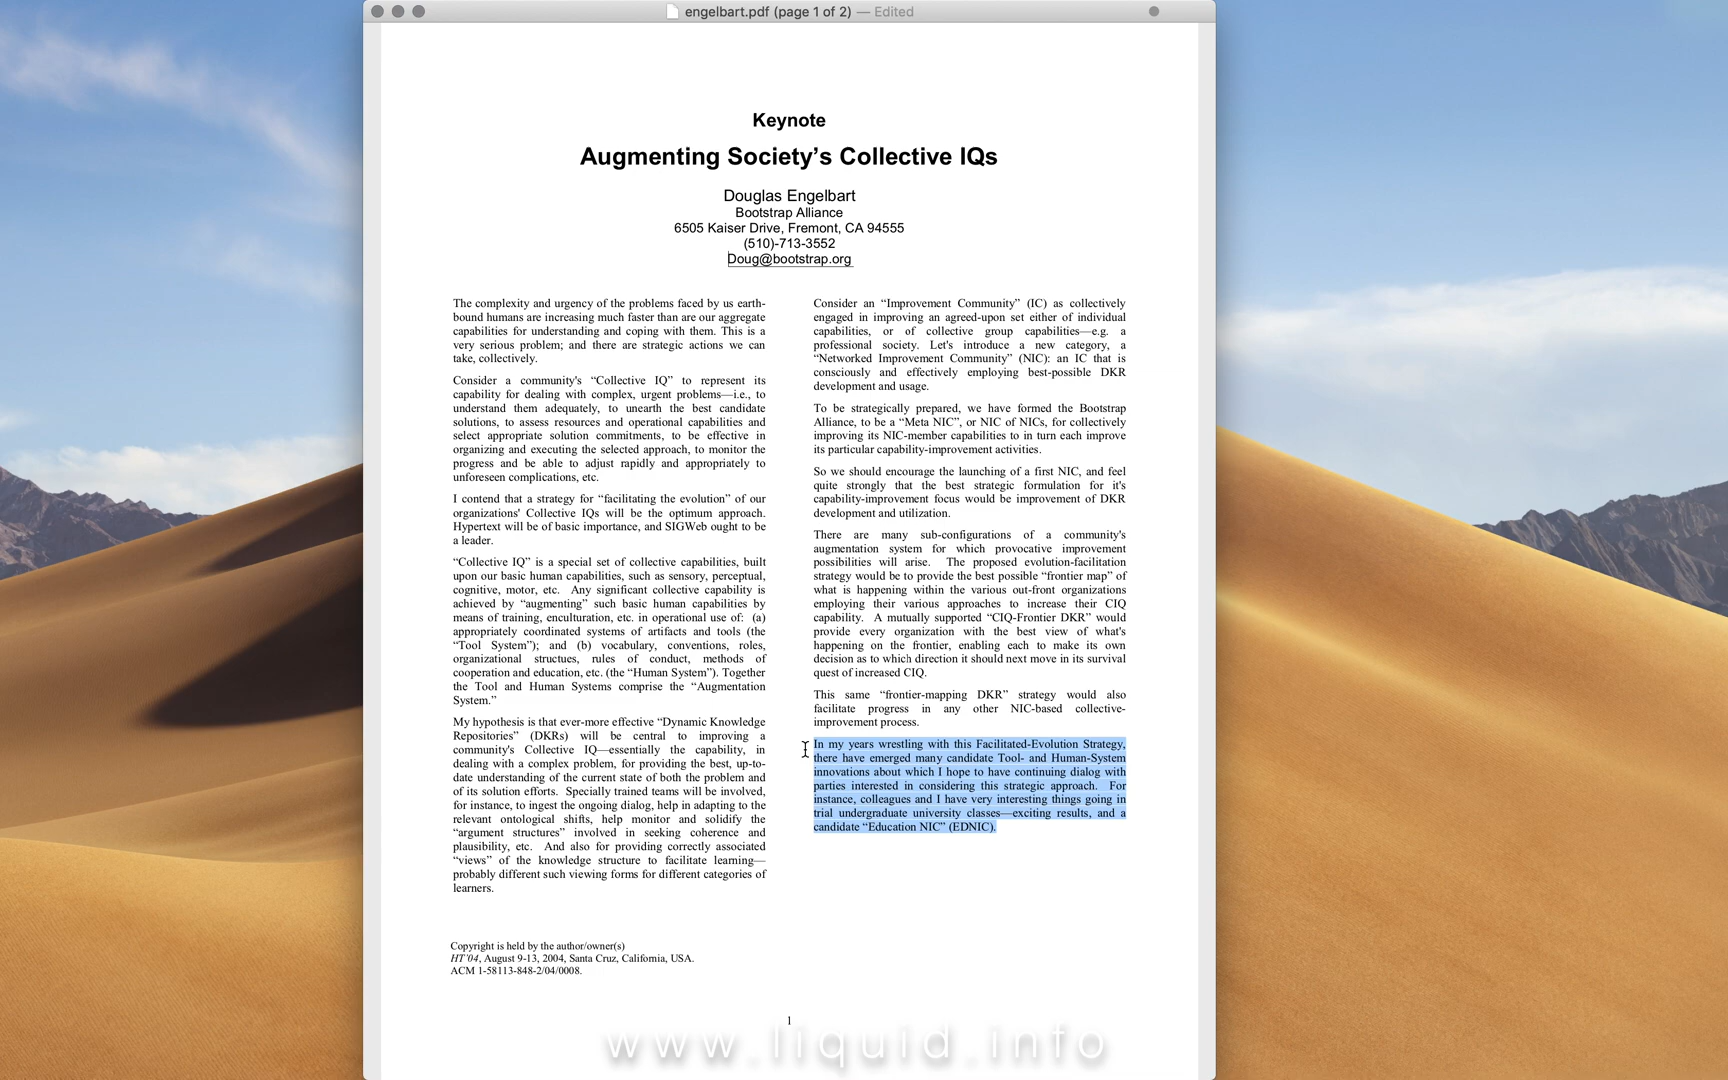 engelbart.pdf (page 1 of 2) — Edited
Keynote
Augmenting Society’s Collective IQs
Douglas Engelbart
Bootstrap Alliance
6505 Kaiser Drive, Fremont, CA 94555
(510)-713-3552
Doug@bootstrap.org
The complexity and urgency of the problems faced by us earth-
bound humans are increasing much faster than are our aggregate
capabilities for understanding and coping with them. This is a
very serious problem; and there are strategic actions we can
take, collectively.
Consider a community's “Collective IQ” to represent its
capability for dealing with complex, urgent problems—i.e., to
understand them adequately, to unearth the best candidate
solutions, to assess resources and operational capabilities and
select appropriate solution commitments, to be effective in
organizing and executing the selected approach, to monitor the
progress and be able to adjust rapidly and appropriately to
unforeseen complications, etc.
I contend that a strategy for “facilitating the evolution” of our
organizations' Collective IQs will be the optimum approach.
Hypertext will be of basic importance, and SIGWeb ought to be
a leader.
“Collective IQ” is a special set of collective capabilities, built
upon our basic human capabilities, such as sensory, perceptual,
cognitive, motor, etc. Any significant collective capability is
achieved by “augmenting” such basic human capabilities by
means of training, enculturation, etc. in operational use of: (a)
appropriately coordinated systems of artifacts and tools (the
“Tool System”); and (b) vocabulary, conventions, roles,
organizational structues, rules of conduct, methods of
cooperation and education, etc. (the “Human System”). Together
the Tool and Human Systems comprise the “Augmentation
System.”
My hypothesis is that ever-more effective “Dynamic Knowledge
Repositories” (DKRs) will be central to improving a
community's Collective IQ—essentially the capability, in
dealing with a complex problem, for providing the best, up-to-
date understanding of the current state of both the problem and
of its solution efforts. Specially trained teams will be involved,
for instance, to ingest the ongoing dialog, help in adapting to the
relevant ontological shifts, help monitor and solidify the
“argument structures” involved in seeking coherence and
plausibility, etc. And also for providing correctly associated
“views” of the knowledge structure to facilitate learning—
probably different such viewing forms for different categories of
learners.
Copyright is held by the author/owner(s)
HT’04, August 9-13, 2004, Santa Cruz, California, USA.
ACM 1-58113-848-2/04/0008.
Consider an “Improvement Community” (IC) as collectively
engaged in improving an agreed-upon set either of individual
capabilities, or of collective group capabilities—e.g. a
professional society. Let's introduce a new category, a
“Networked Improvement Community” (NIC): an IC that is
consciously and effectively employing best-possible DKR
development and usage.
To be strategically prepared, we have formed the Bootstrap
Alliance, to be a “Meta NIC”, or NIC of NICs, for collectively
improving its NIC-member capabilities to in turn each improve
its particular capability-improvement activities.
So we should encourage the launching of a first NIC, and feel
quite strongly that the best strategic formulation for it's
capability-improvement focus would be improvement of DKR
development and utilization.
There are many sub-configurations of a community's
augmentation system for which provocative improvement
possibilities will arise. The proposed evolution-facilitation
strategy would be to provide the best possible “frontier map” of
what is happening within the various out-front organizations
employing their various approaches to increase their CIQ
capability. A mutually supported “CIQ-Frontier DKR” would
provide every organization with the best view of what's
happening on the frontier, enabling each to make its own
decision as to which direction it should next move in its survival
quest of increased CIQ.
This same “frontier-mapping DKR” strategy would also
facilitate progress in any other NIC-based collective-
improvement process.
In my years wrestling with this Facilitated-Evolution Strategy,
there have emerged many candidate Tool- and Human-System
innovations about which I hope to have continuing dialog with
parties interested in considering this strategic approach. For
instance, colleagues and I have very interesting things going in
trial undergraduate university classes—exciting results, and a
candidate “Education NIC” (EDNIC).
1
www.liquid.info